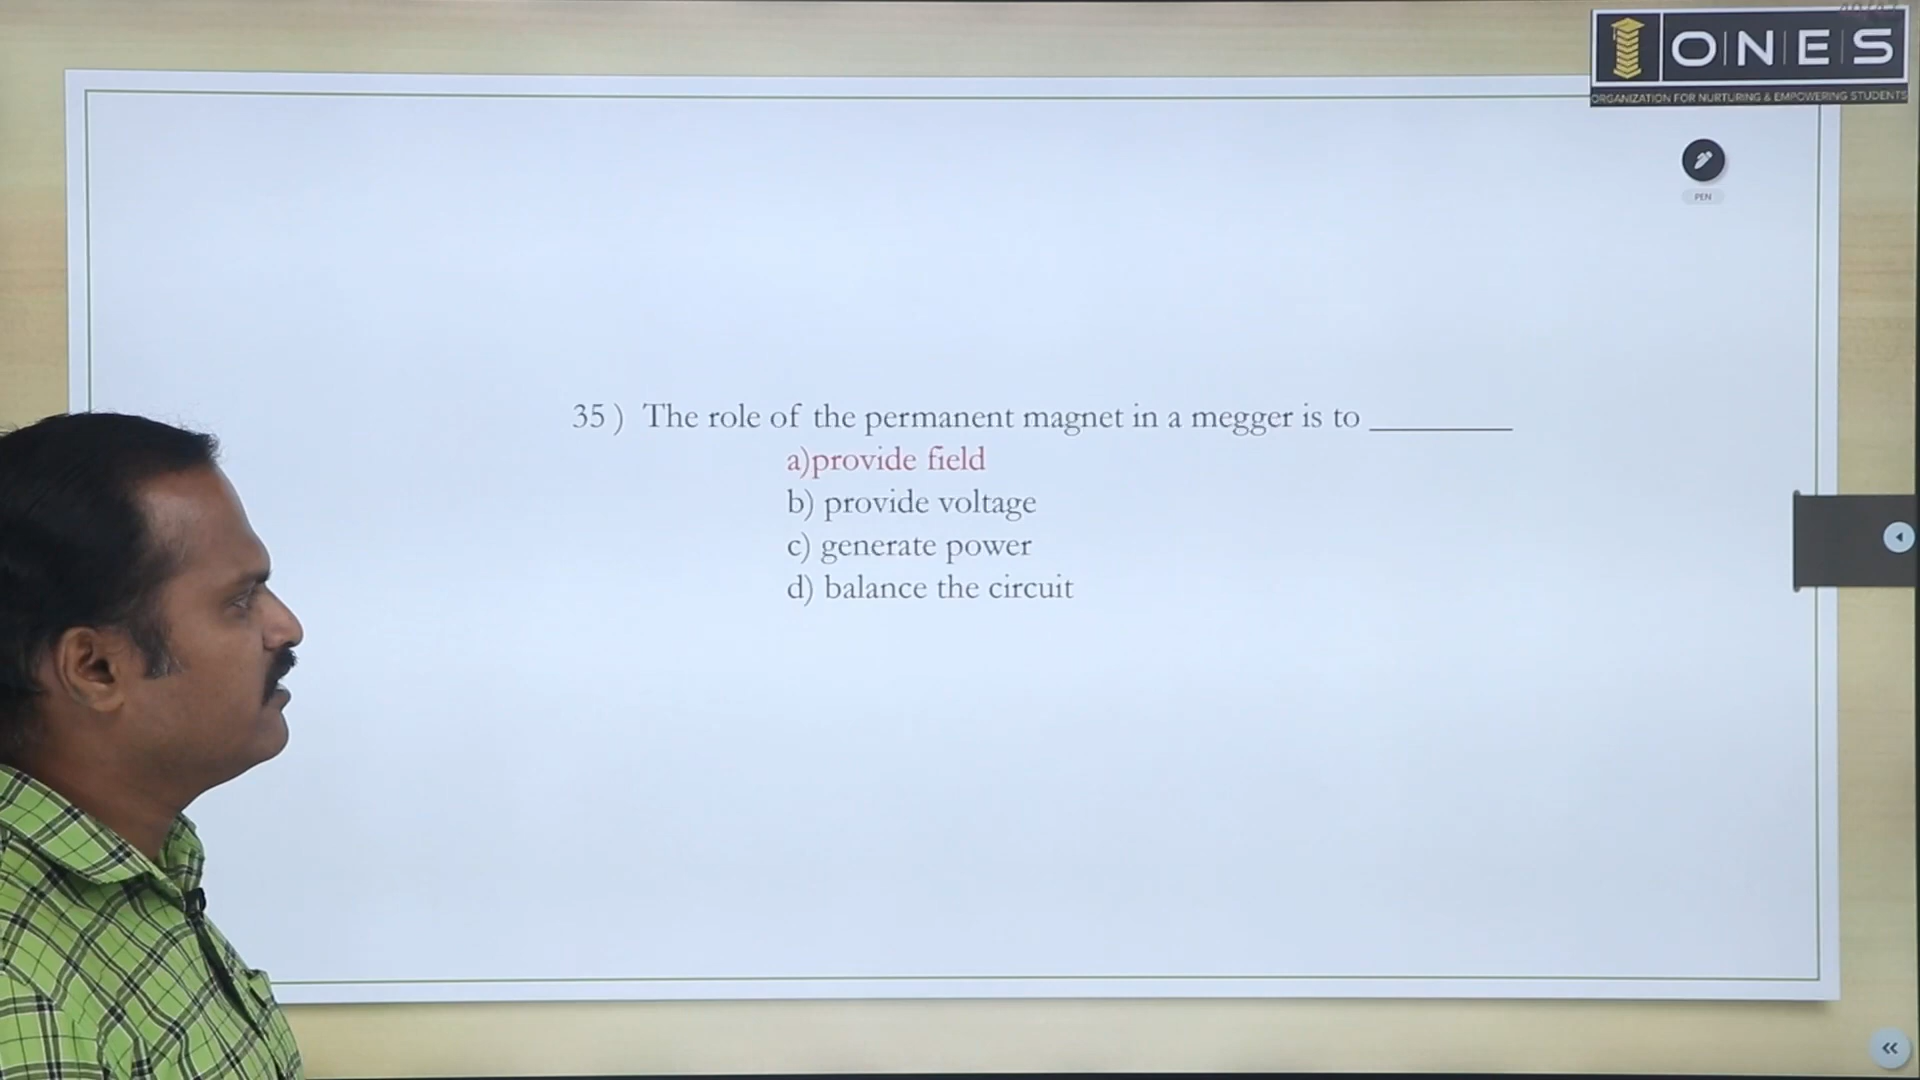 ONES
ORGANIZATION FOR NURTURING & EMPOWERING STUDENTS
PEN
35 ) The role of the permanent magnet in a megger is to _________
a)provide field
b) provide voltage
c) generate power
d) balance the circuit